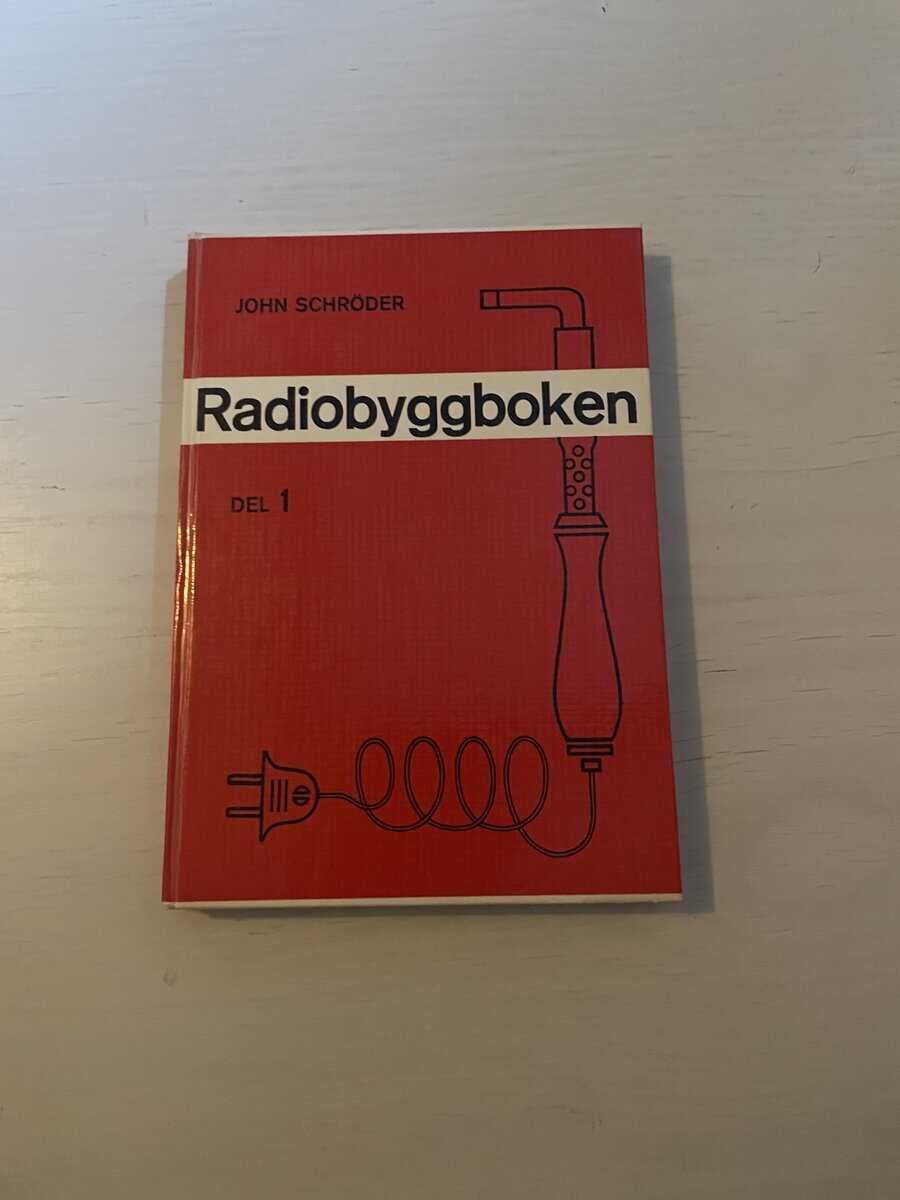 JOHN SCHRÖDER
Radiobyggboken
DEL 1